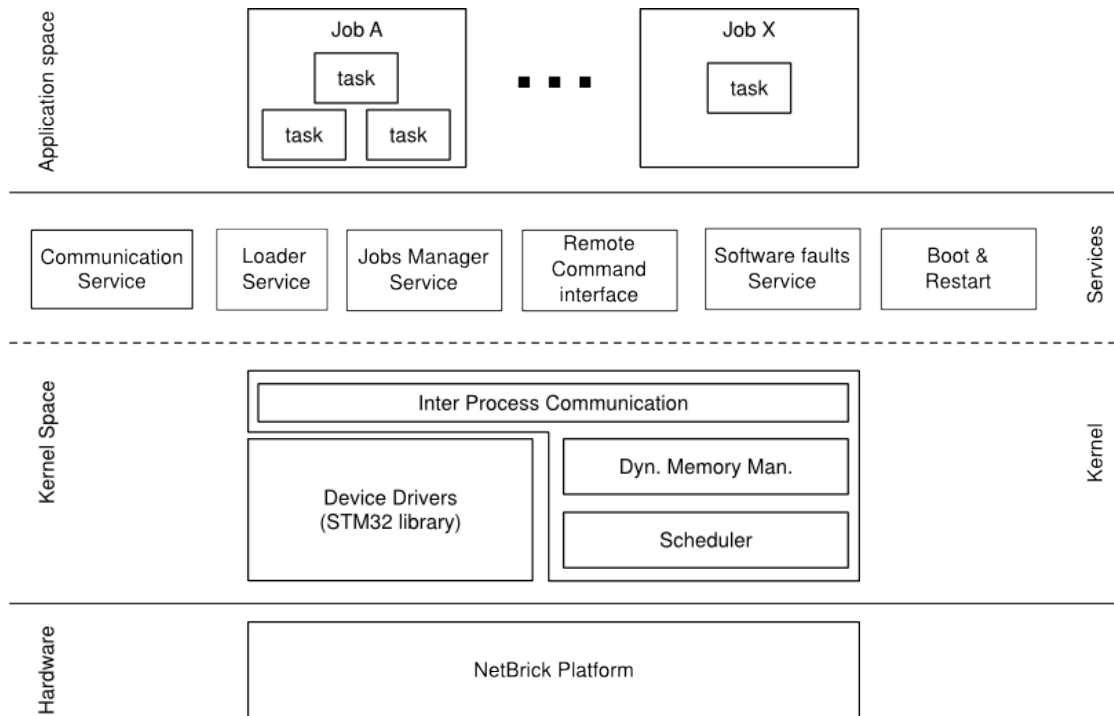 Application space
Job A
task
task
task
Job X
task
Communication
Service
Loader
Service
Jobs Manager
Service
Remote
Command
interface
Software faults
Service
Boot &
Restart
Services
Kernel Space
Inter Process Communication
Device Drivers
(STM32 library)
Dyn. Memory Man.
Scheduler
Kernel
Hardware
NetBrick Platform